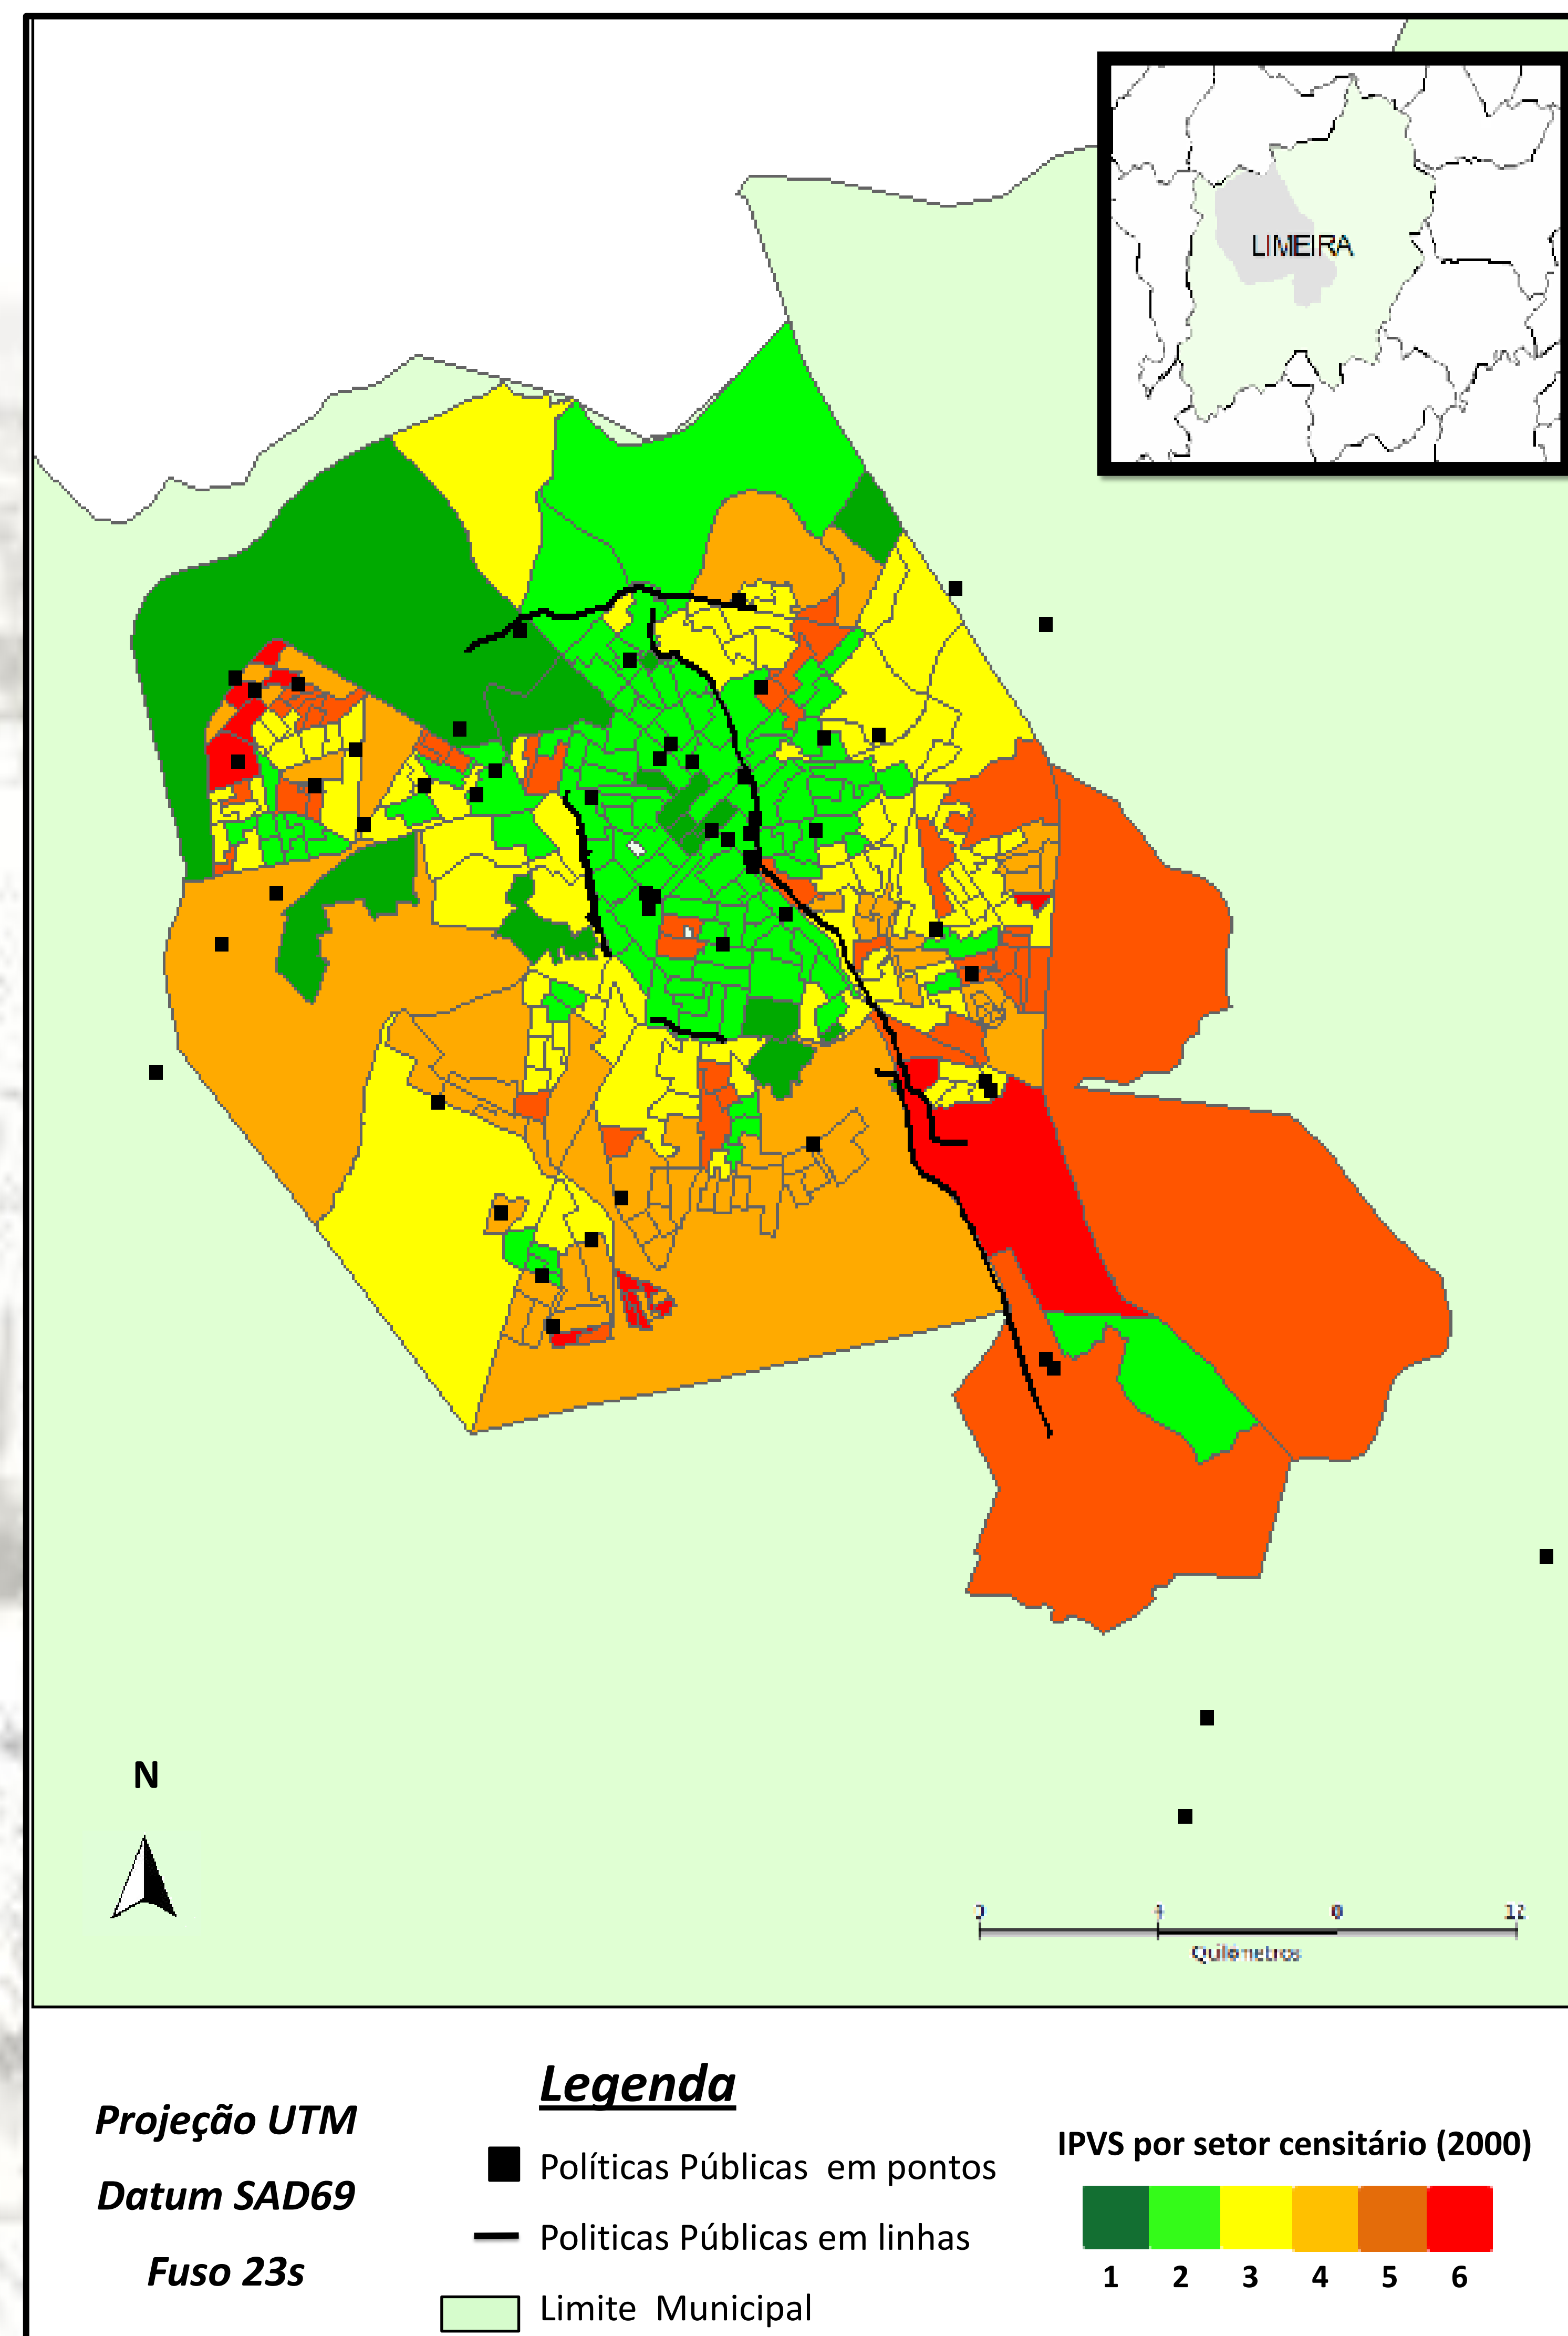 LIMEIRA
N
0 4 8 12
Quilômetros
Projeção UTM
Datum SAD69
Fuso 23s
Legenda
Políticas Públicas em pontos
Politicas Públicas em linhas
Limite Municipal
IPVS por setor censitário (2000)
1 2 3 4 5 6